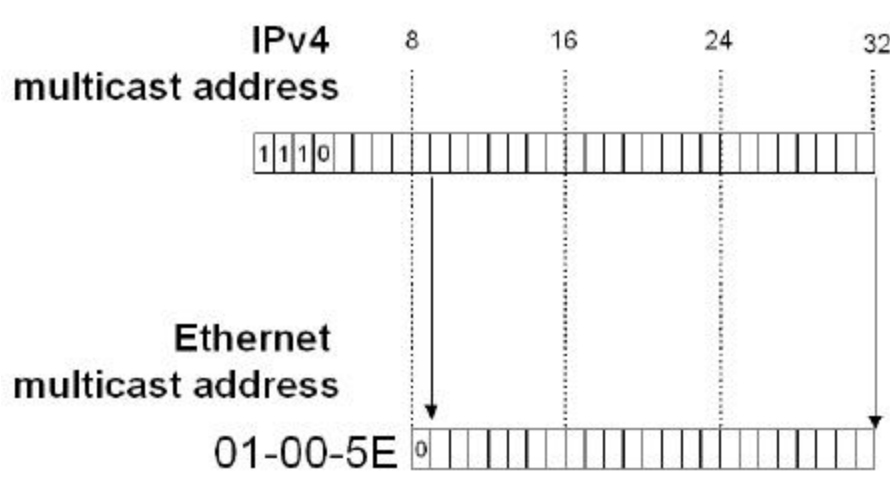 IPv4 8 16 24 32
multicast address
1 1 1 0
Ethernet
multicast address
01-00-5E 0